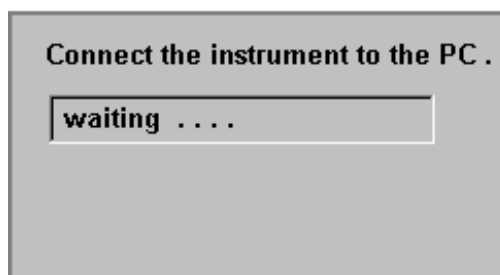 Connect the instrument to the PC .
waiting ....